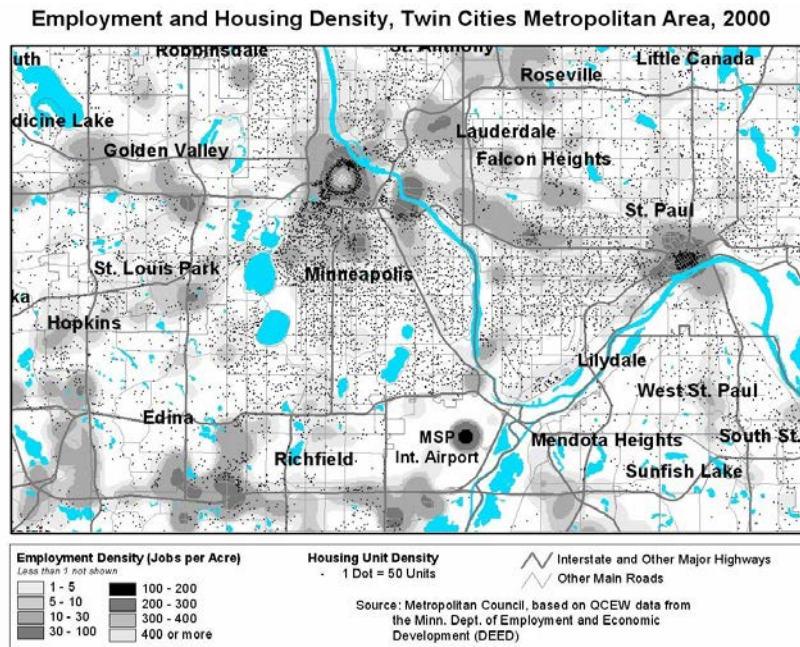 Employment and Housing Density, Twin Cities Metropolitan Area, 2000
Robbinsdale
St. Anthony
Little Canada
uth
Roseville
dicine Lake
Lauderdale
Golden Valley
Falcon Heights
St. Paul
St. Louis Park
Minneapolis
ka
Hopkins
Lilydale
West St. Paul
Edina
MSP
Int. Airport
Mendota Heights
South St.
Richfield
Sunfish Lake
Employment Density (Jobs per Acre)
Less than 1 not shown
1 - 5
5 - 10
10 - 30
30 - 100
100 - 200
200 - 300
300 - 400
400 or more
Housing Unit Density
1 Dot = 50 Units
Interstate and Other Major Highways
Other Main Roads
Source: Metropolitan Council, based on QCEW data from
the Minn. Dept. of Employment and Economic
Development (DEED)